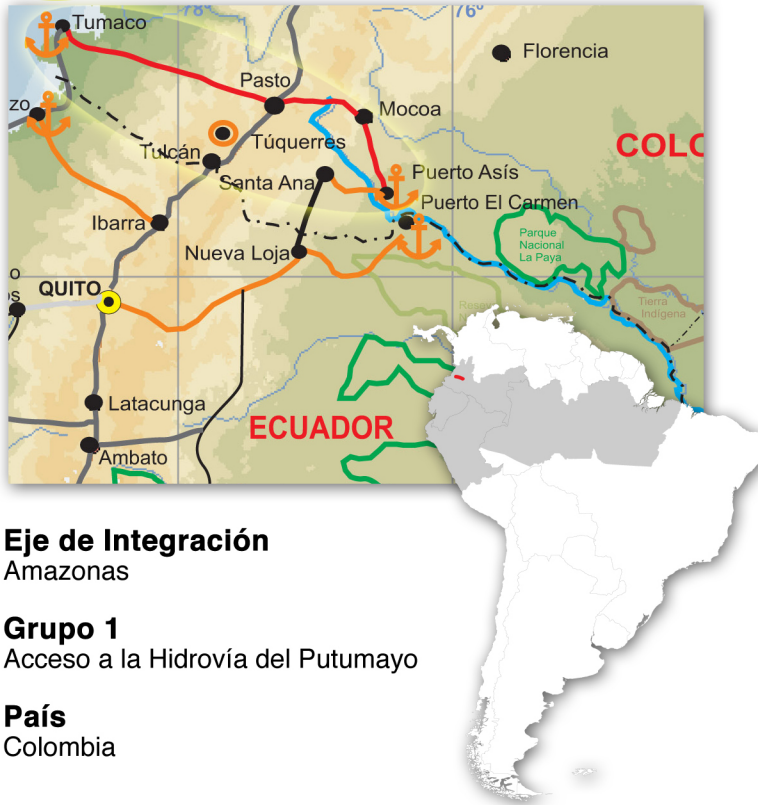 78°
76°
Tumaco
Florencia
Pasto
zo
Mocoa
Túquerres
COLO
Tulcán
Puerto Asís
Santa Ana
Puerto El Carmen
Ibarra
Parque
Nacional
La Paya
Nueva Loja
o
QUITO
os
Tierra
Indígena
Latacunga
ECUADOR
Ambato
Eje de Integración
Amazonas
Grupo 1
Acceso a la Hidrovía del Putumayo
País
Colombia